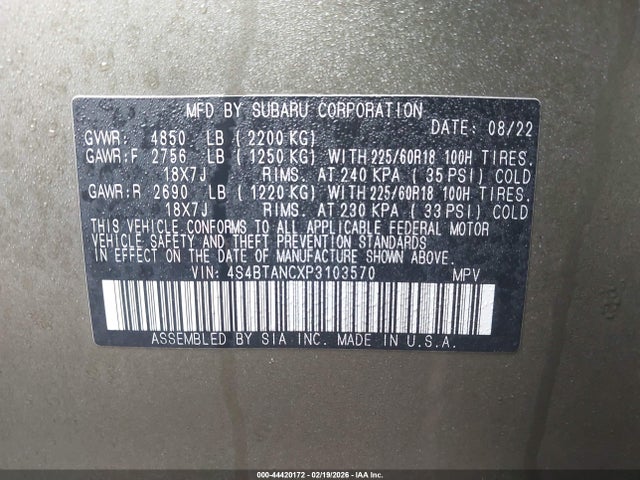 MFD BY SUBARU CORPORATION
DATE: 08/22
GVWR: 4850 LB (2200 KG)
GAWR:F 2756 LB (1250 KG) WITH 225/60R18 100H TIRES.
18X7J RIMS. AT 240 KPA (35 PSI) COLD
GAWR:R 2690 LB (1220 KG) WITH 225/60R18 100H TIRES.
18X7J RIMS. AT 230 KPA (33 PSI) COLD
THIS VEHICLE CONFORMS TO ALL APPLICABLE FEDERAL MOTOR
VEHICLE SAFETY AND THEFT PREVENTION STANDARDS
IN EFFECT ON THE DATE OF MANUFACTURE SHOWN ABOVE.
VIN: 4S4BTANCXP3103570 MPV
ASSEMBLED BY SIA INC. MADE IN U.S.A.
000-44420172 - 02/19/2026 - IAA Inc.